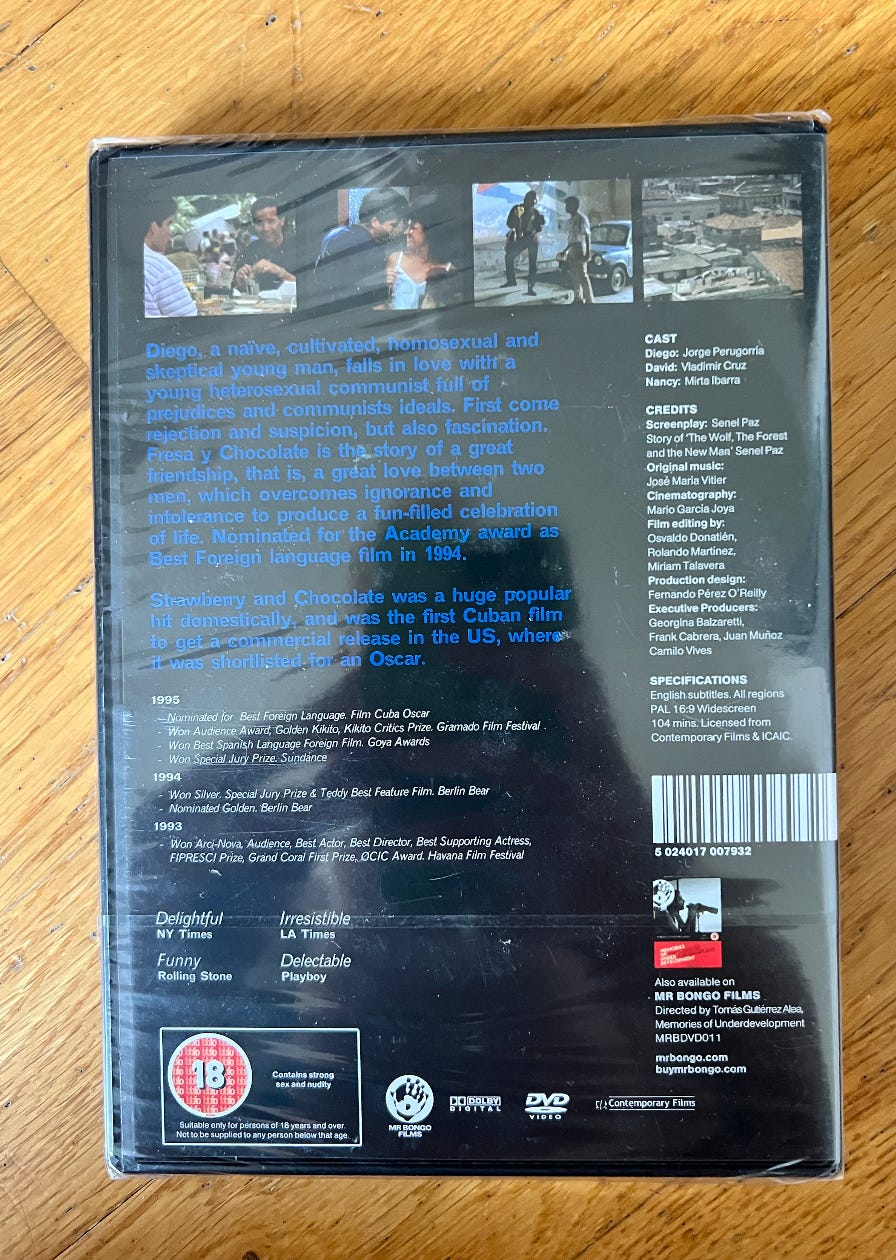 Diego, a naïve, cultivated, homosexual and
skeptical young man, falls in love with a
young heterosexual communist full of
prejudices and communists ideals. First come
rejection and suspicion, but also fascination.
Fresa y Chocolate is the story of a great
friendship, that is, a great love between two
men, which overcomes ignorance and
intolerance to produce a fun-filled celebration
of life. Nominated for the Academy award as
Best Foreign language film in 1994.
Strawberry and Chocolate was a huge popular
hit domestically, and was the first Cuban film
to get a commercial release in the US, where
it was shortlisted for an Oscar.
1995
- Nominated for Best Foreign Language. Film Cuba Oscar
- Won Audience Award, Golden Kikito, Kikito Critics Prize. Gramado Film Festival .
- Won Best Spanish Language Foreign Film. Goya Awards
- Won Special Jury Prize. Sundance
1994
- Won Silver. Special Jury Prize & Teddy Best Feature Film. Berlin Bear
- Nominated Golden. Berlin Bear
1993
- Won Arci-Nova, Audience, Best Actor, Best Director, Best Supporting Actress,
FIPRESCI Prize, Grand Coral First Prize, ØCIC Award. Havana Film Festival
Delightful
NY Times
Irresistible
LA Times
Funny
Rolling Stone
Delectable
Playboy
18
Contains strong
sex and nudity
Suitable only for persons of 18 years and over.
Not to be supplied to any person below that age.
MR BONGO
FILMS
DOLBY
DIGITAL
DVD
VIDEO
Contemporary Films
CAST
Diego: Jorge Perugorria
David: Vladimir Cruz
Nancy: Mirta Ibarra
CREDITS
Screenplay: Senel Paz
Story of 'The Wolf, The Forest
and the New Man' Senel Paz
Original music:
José Maria Vitier
Cinematography:
Mario García Joya
Film editing by:
Osvaldo Donatién,
Rolando Martínez,
Miriam Talavera
Production design:
Fernando Pérez O'Reilly
Executive Producers:
Georgina Balzaretti,
Frank Cabrera, Juan Muñoz
Camilo Vives
SPECIFICATIONS
English subtitles. All regions
PAL 16:9 Widescreen
104 mins. Licensed from
Contemporary Films & ICAIC.
5 024017 007932
MEMORIES
OF
UNDER
DEVELOPMENT
Also available on
MR BONGO FILMS
Directed by Tomás Gutiérrez Alea,
Memories of Underdevelopment
MRBDVD011
mrbongo.com
buymrbongo.com